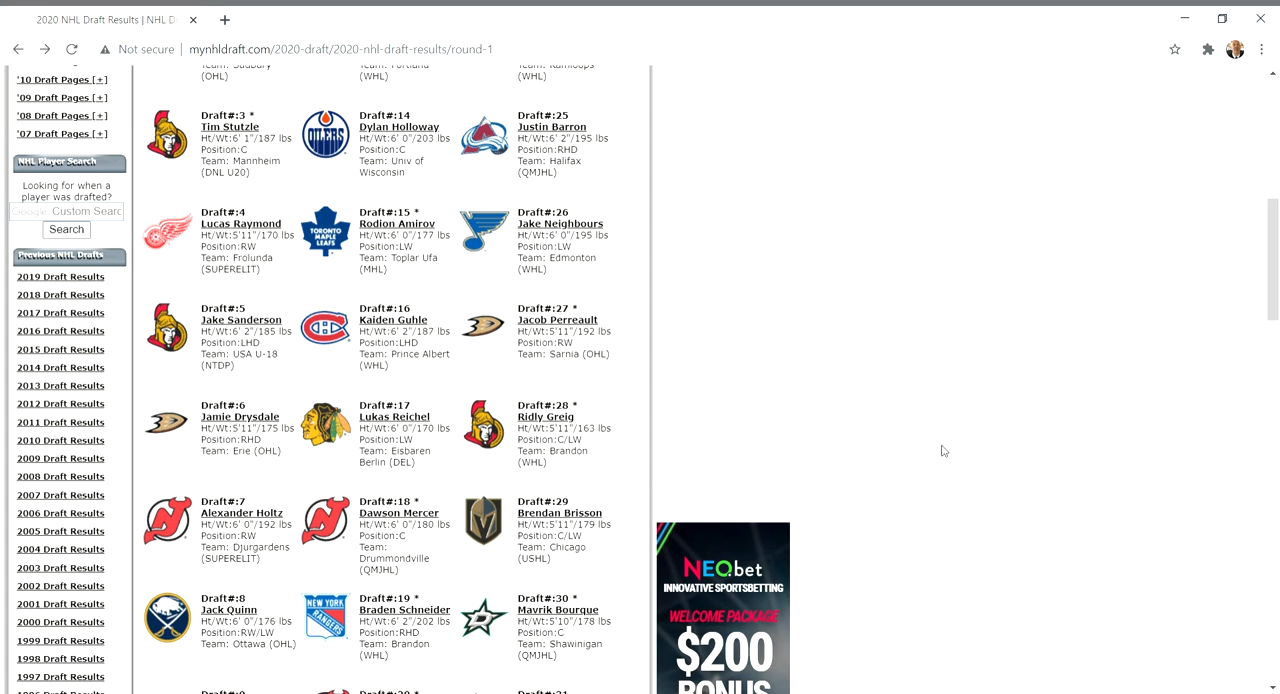 2020 NHL Draft Results | NHL D
Not secure | mynhldraft.com/2020-draft/2020-nhl-draft-results/round-1
'10 Draft Pages [+]
'09 Draft Pages [+]
'08 Draft Pages [+]
'07 Draft Pages [+]
NHL Player Search
Looking for when a
player was drafted?
Google Custom Searc
Search
Previous NHL Drafts
2019 Draft Results
2018 Draft Results
2017 Draft Results
2016 Draft Results
2015 Draft Results
2014 Draft Results
2013 Draft Results
2012 Draft Results
2011 Draft Results
2010 Draft Results
2009 Draft Results
2008 Draft Results
2007 Draft Results
2006 Draft Results
2005 Draft Results
2004 Draft Results
2003 Draft Results
2002 Draft Results
2001 Draft Results
2000 Draft Results
1999 Draft Results
1998 Draft Results
1997 Draft Results
Team: Sudbury
(OHL)
Draft#:3 *
Tim Stutzle
Ht/Wt:6' 1"/187 lbs
Position:C
Team: Mannheim
(DNL U20)
Draft#:4
Lucas Raymond
Ht/Wt:5'11"/170 lbs
Position:RW
Team: Frolunda
(SUPERELIT)
Draft#:5
Jake Sanderson
Ht/Wt:6' 2"/185 lbs
Position:LHD
Team: USA U-18
(NTDP)
Draft#:6
Jamie Drysdale
Ht/Wt:5'11"/175 lbs
Position:RHD
Team: Erie (OHL)
Draft#:7
Alexander Holtz
Ht/Wt:6' 0"/192 lbs
Position:RW
Team: Djurgardens
(SUPERELIT)
Draft#:8
Jack Quinn
Ht/Wt:6' 0"/176 lbs
Position:RW/LW
Team: Ottawa (OHL)
Team: Portland
(WHL)
OILERS
Draft#:14
Dylan Holloway
Ht/Wt:6' 0"/203 lbs
Position:C
Team: Univ of
Wisconsin
TORONTO
MAPLE
LEAFS
Draft#:15 *
Rodion Amirov
Ht/Wt:6' 0"/177 lbs
Position:LW
Team: Toplar Ufa
(MHL)
Draft#:16
Kaiden Guhle
Ht/Wt:6' 2"/187 lbs
Position:LHD
Team: Prince Albert
(WHL)
Draft#:17
Lukas Reichel
Ht/Wt:6' 0"/170 lbs
Position:LW
Team: Eisbaren
Berlin (DEL)
Draft#:18 *
Dawson Mercer
Ht/Wt:6' 0"/180 lbs
Position:C
Team:
Drummondville
(QMJHL)
NEW YORK
RANGERS
Draft#:19 *
Braden Schneider
Ht/Wt:6' 2"/202 lbs
Position:RHD
Team: Brandon
(WHL)
Team: Kamloops
(WHL)
Draft#:25
Justin Barron
Ht/Wt:6' 2"/195 lbs
Position:RHD
Team: Halifax
(QMJHL)
Draft#:26
Jake Neighbours
Ht/Wt:6' 0"/195 lbs
Position:LW
Team: Edmonton
(WHL)
Draft#:27 *
Jacob Perreault
Ht/Wt:5'11"/192 lbs
Position:RW
Team: Sarnia (OHL)
Draft#:28 *
Ridly Greig
Ht/Wt:5'11"/163 lbs
Position:C/LW
Team: Brandon
(WHL)
Draft#:29
Brendan Brisson
Ht/Wt:5'11"/179 lbs
Position:C/LW
Team: Chicago
(USHL)
Draft#:30 *
Mavrik Bourque
Ht/Wt:5'10"/178 lbs
Position:C
Team: Shawinigan
(QMJHL)
NEO.bet
INNOVATIVE SPORTSBETTING
WELCOME PACKAGE
$200
BONUS